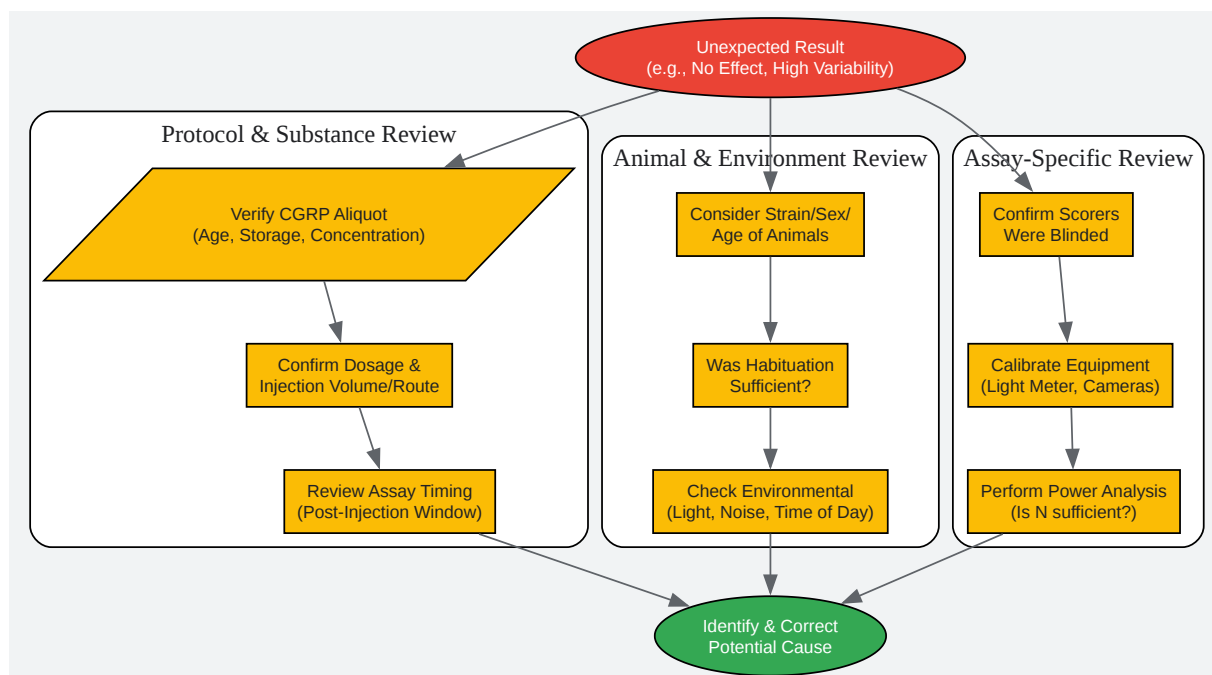 Unexpected Result
(e.g., No Effect, High Variability)
Protocol & Substance Review
Verify CGRP Aliquot
(Age, Storage, Concentration)
Confirm Dosage &
Injection Volume/Route
Review Assay Timing
(Post-Injection Window)
Animal & Environment Review
Consider Strain/Sex/
Age of Animals
Was Habituation
Sufficient?
Check Environmental
(Light, Noise, Time of Day)
Assay-Specific Review
Confirm Scorers
Were Blinded
Calibrate Equipment
(Light Meter, Cameras)
Perform Power Analysis
(Is N sufficient?)
Identify & Correct
Potential Cause